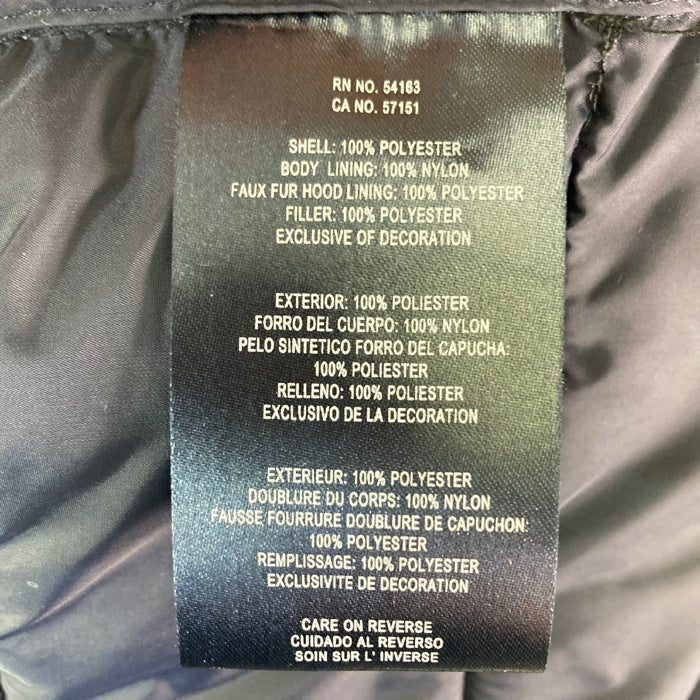 RN NO. 54163
CA NO. 57151
SHELL: 100% POLYESTER
BODY LINING: 100% NYLON
FAUX FUR HOOD LINING: 100% POLYESTER
FILLER: 100% POLYESTER
EXCLUSIVE OF DECORATION
EXTERIOR: 100% POLIESTER
FORRO DEL CUERPO: 100% NYLON
PELO SINTETICO FORRO DEL CAPUCHA:
100% POLIESTER
RELLENO: 100% POLIESTER
EXCLUSIVO DE LA DECORATION
EXTERIEUR: 100% POLYESTER
DOUBLURE DU CORPS: 100% NYLON
FAUSSE FOURRURE DOUBLURE DE CAPUCHON:
100% POLYESTER
REMPLISSAGE: 100% POLYESTER
EXCLUSIVITE DE DECORATION
CARE ON REVERSE
CUIDADO AL REVERSO
SOIN SUR L' INVERSE